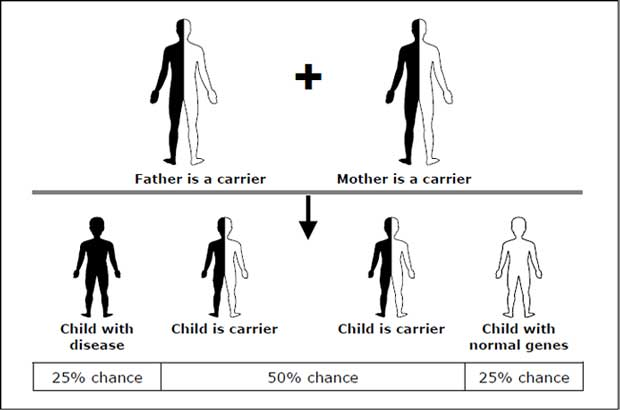 Father is a carrier
Mother is a carrier
Child with
disease
Child is carrier
Child is carrier
Child with
normal genes
25% chance
50% chance
25% chance